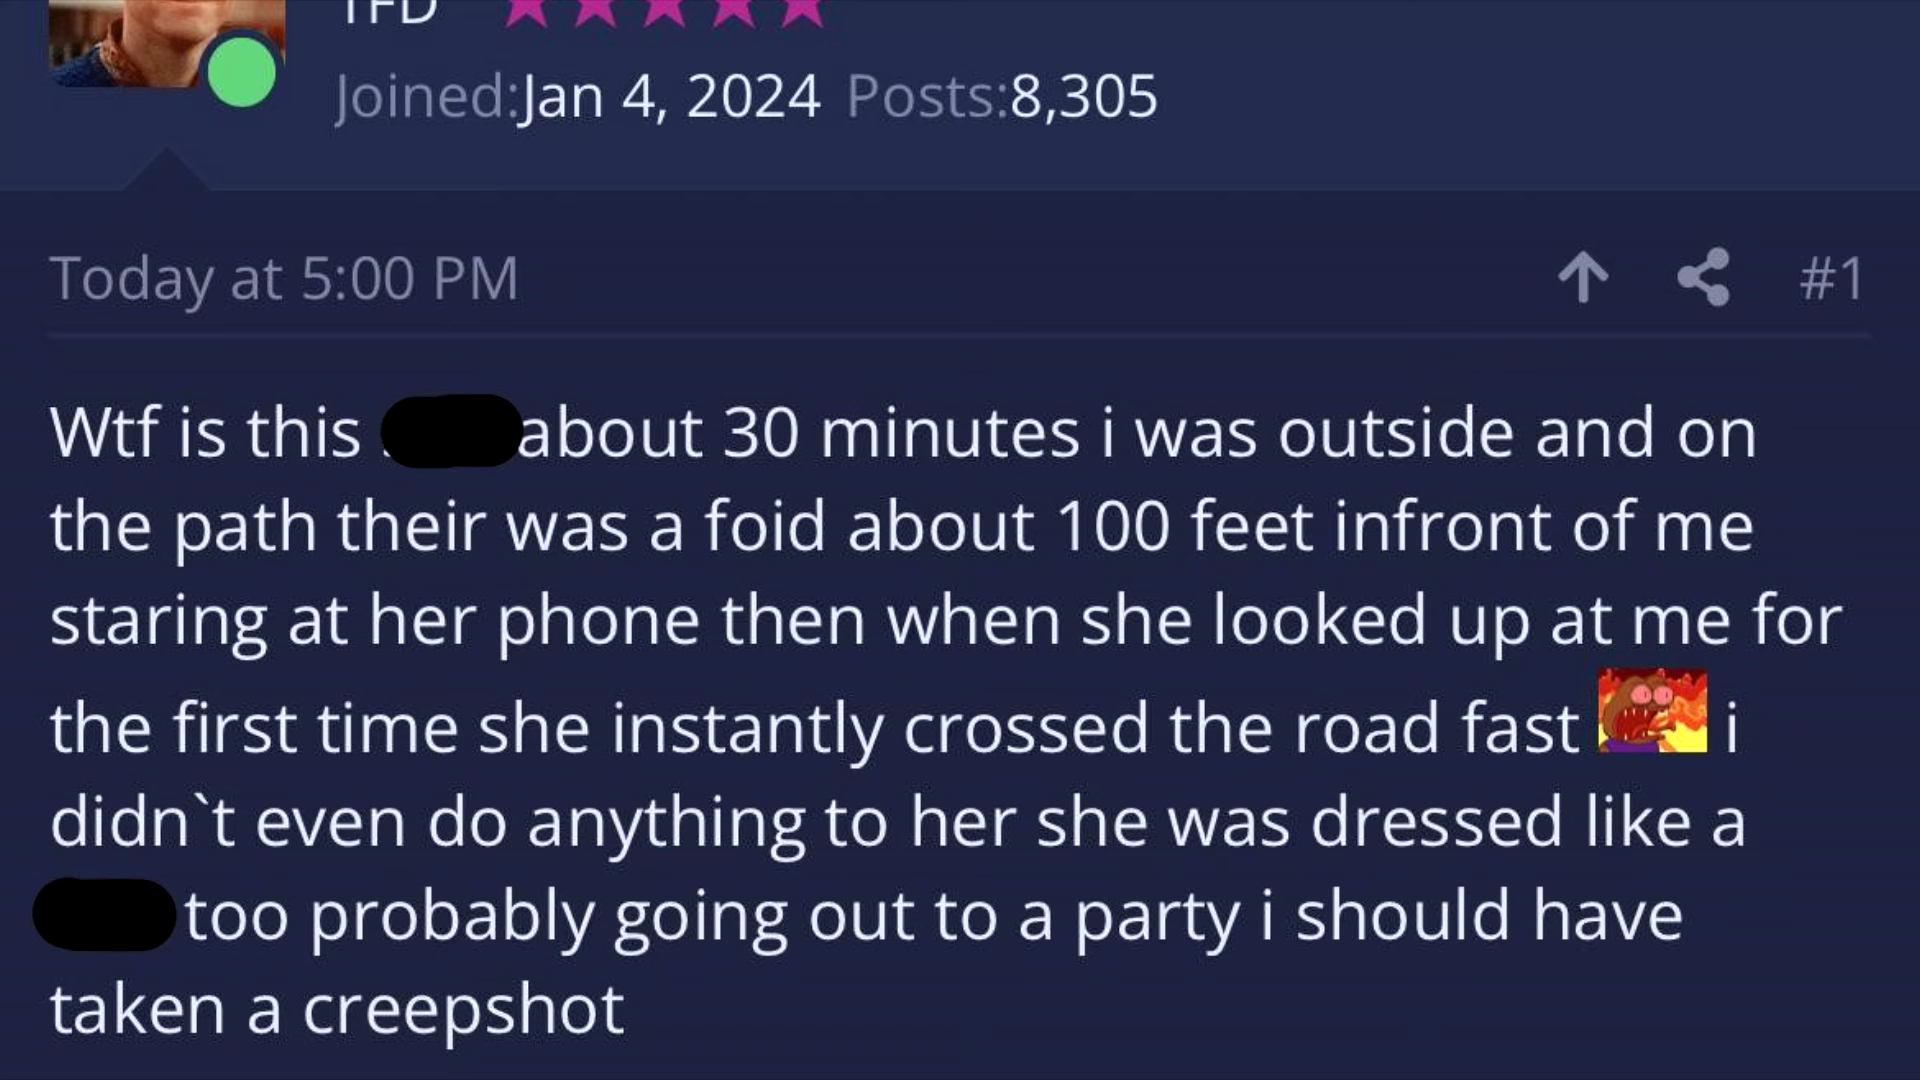 TFD
Joined:Jan 4, 2024 Posts:8,305
Today at 5:00 PM #1
Wtf is this about 30 minutes i was outside and on
the path their was a foid about 100 feet infront of me
staring at her phone then when she looked up at me for
the first time she instantly crossed the road fast i
didn`t even do anything to her she was dressed like a
too probably going out to a party i should have
taken a creepshot